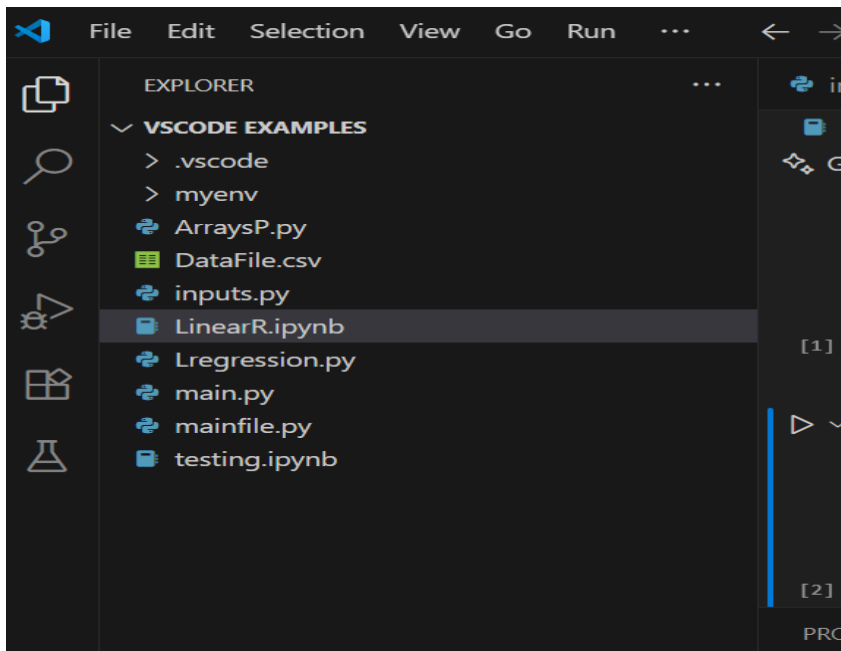 File Edit Selection View Go Run ...
EXPLORER ...
VSCODE EXAMPLES
.vscode
myenv
ArraysP.py
DataFile.csv
inputs.py
LinearR.ipynb
Lregression.py
main.py
mainfile.py
testing.ipynb
[1]
[2]